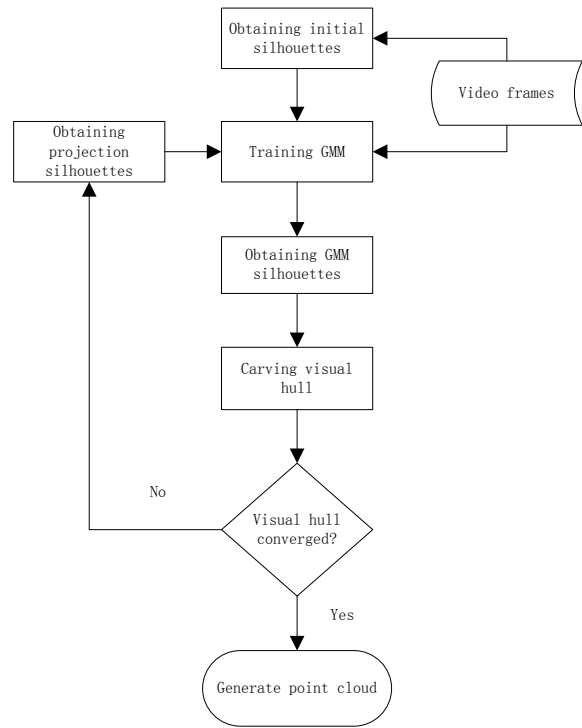 Obtaining initial
silhouettes
Video frames
Obtaining
projection
silhouettes
Training GMM
Obtaining GMM
silhouettes
Carving visual
hull
No
Visual hull
converged?
Yes
Generate point cloud